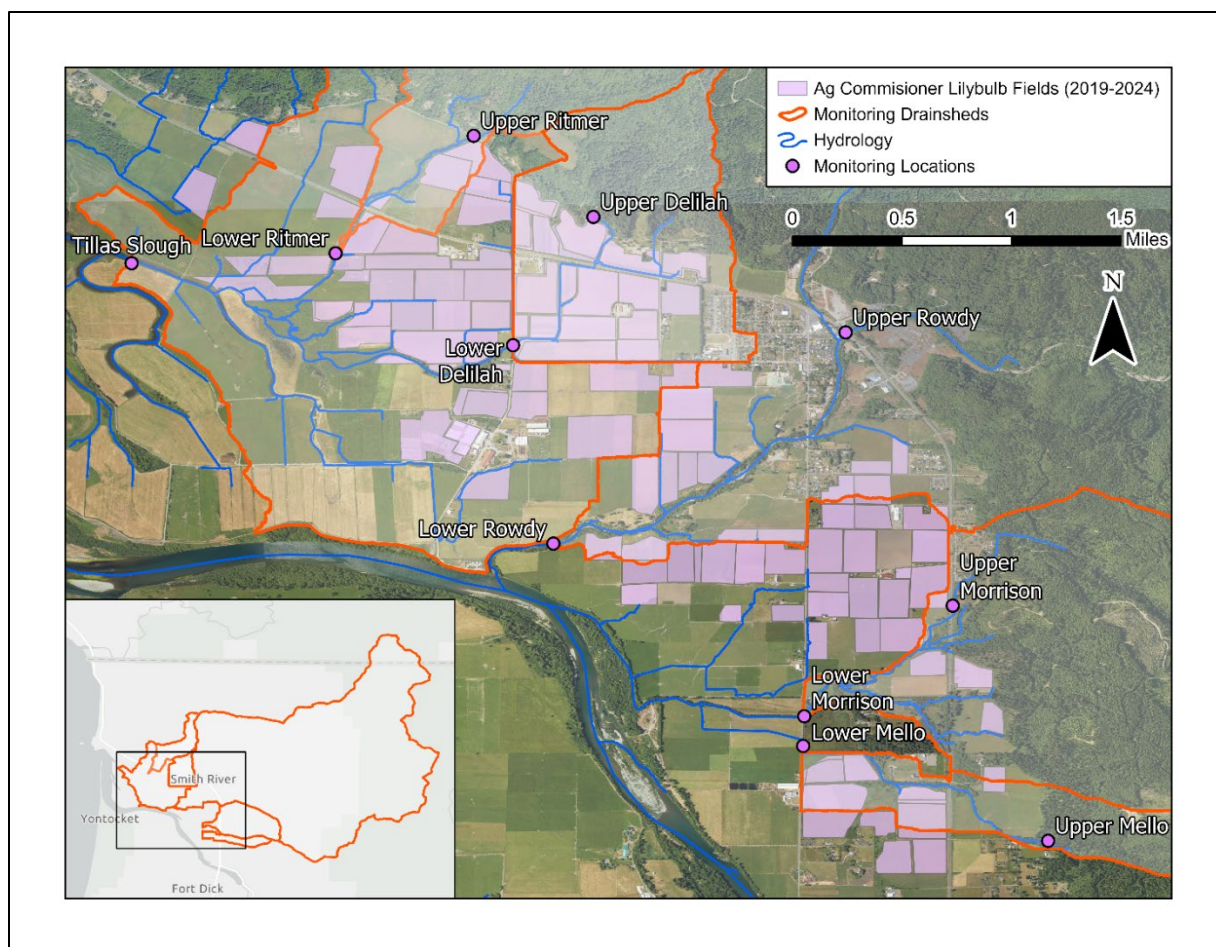 Ag Commisioner Lilybulb Fields (2019-2024)
Monitoring Drainsheds
Hydrology
Monitoring Locations
0 0.5 1 1.5
Miles
N
Upper Ritmer
Upper Delilah
Tillas Slough
Lower Ritmer
Upper Rowdy
Lower
Delilah
Lower Rowdy
Upper
Morrison
Lower
Morrison
Lower Mello
Upper Mello
Smith River
Yontocket
Fort Dick